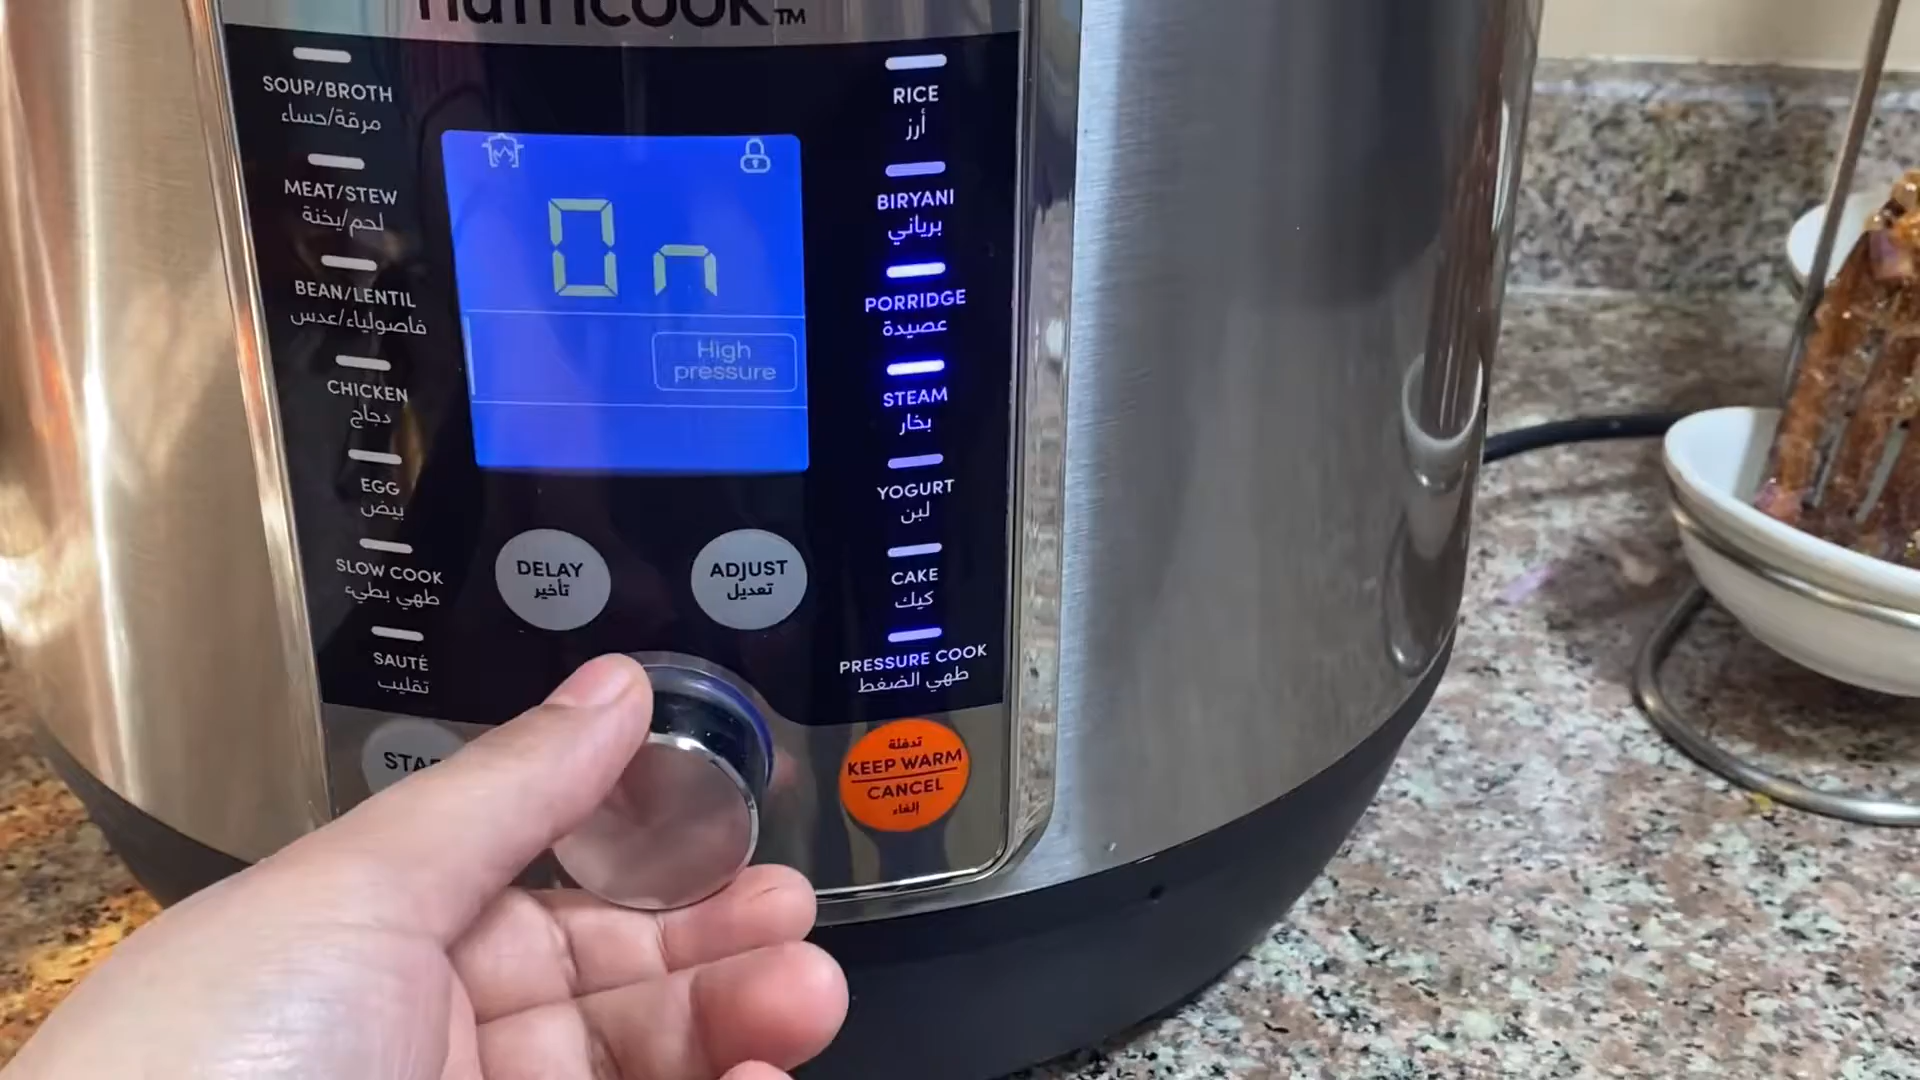 nutricook™
SOUP/BROTH
مرقة/حساء
MEAT/STEW
لحم/يخنة
BEAN/LENTIL
فاصولياء/عدس
CHICKEN
دجاج
EGG
بيض
SLOW COOK
طهي بطيء
SAUTÉ
تقليب
On
High
pressure
DELAY
تأخير
ADJUST
تعديل
RICE
أرز
BIRYANI
برياني
PORRIDGE
عصيدة
STEAM
بخار
YOGURT
لبن
CAKE
كيك
PRESSURE COOK
طهي الضغط
تدفئة
KEEP WARM
CANCEL
إلغاء